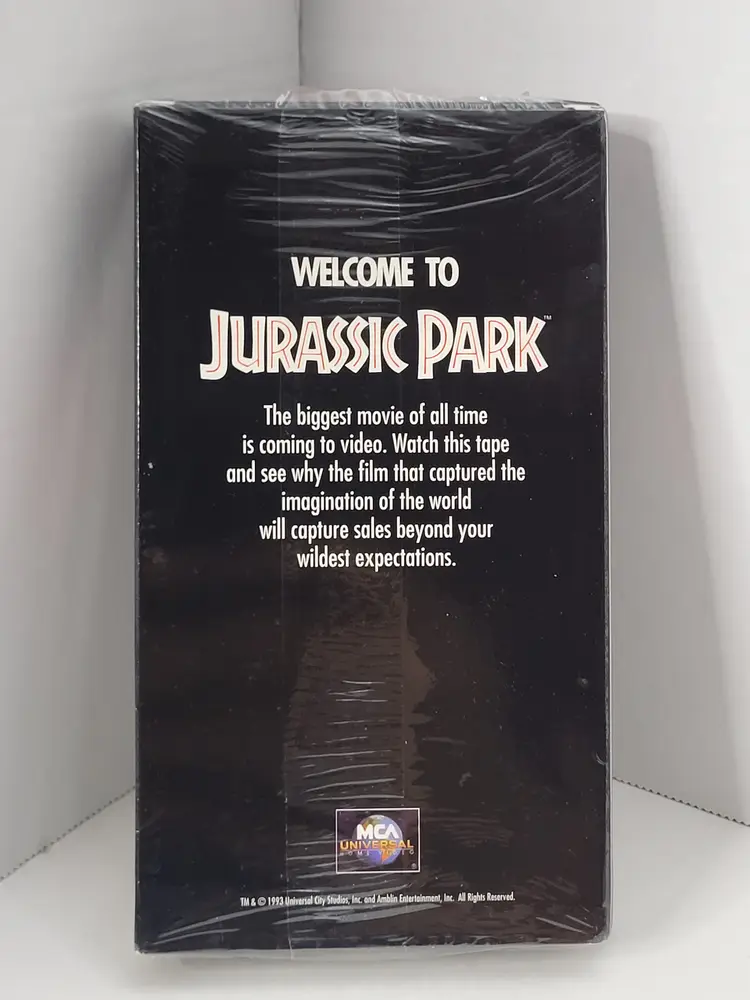 WELCOME TO
JURASSIC PARK™
The biggest movie of all time
is coming to video. Watch this tape
and see why the film that captured the
imagination of the world
will capture sales beyond your
wildest expectations.
MCA
UNIVERSAL
HOME VIDEO
®
TM & © 1993 Universal City Studios, Inc. and Amblin Entertainment, Inc. All Rights Reserved.